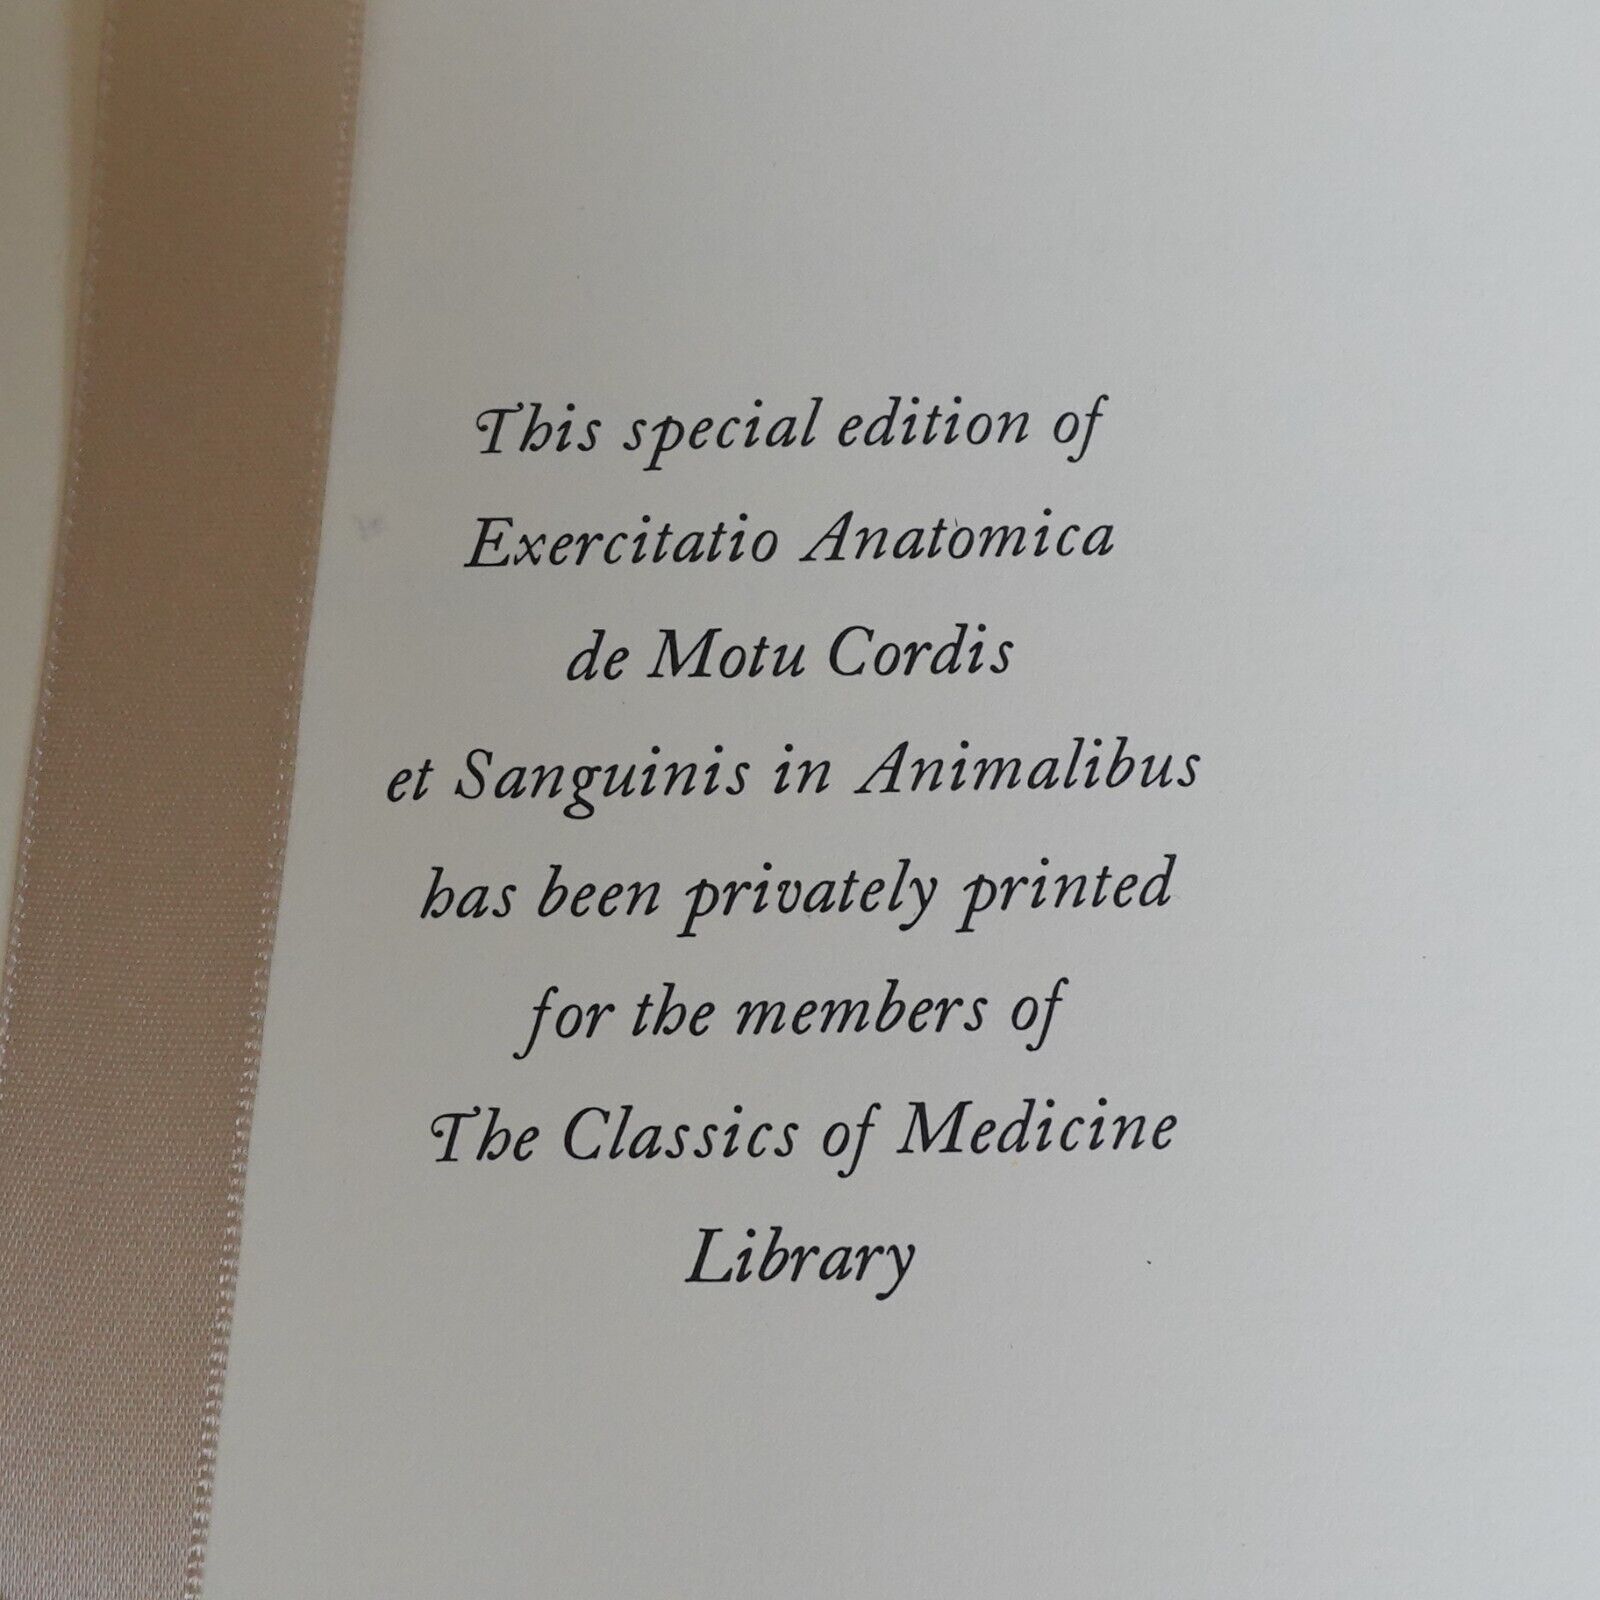 This special edition of
Exercitatio Anatomica
de Motu Cordis
et Sanguinis in Animalibus
has been privately printed
for the members of
The Classics of Medicine
Library